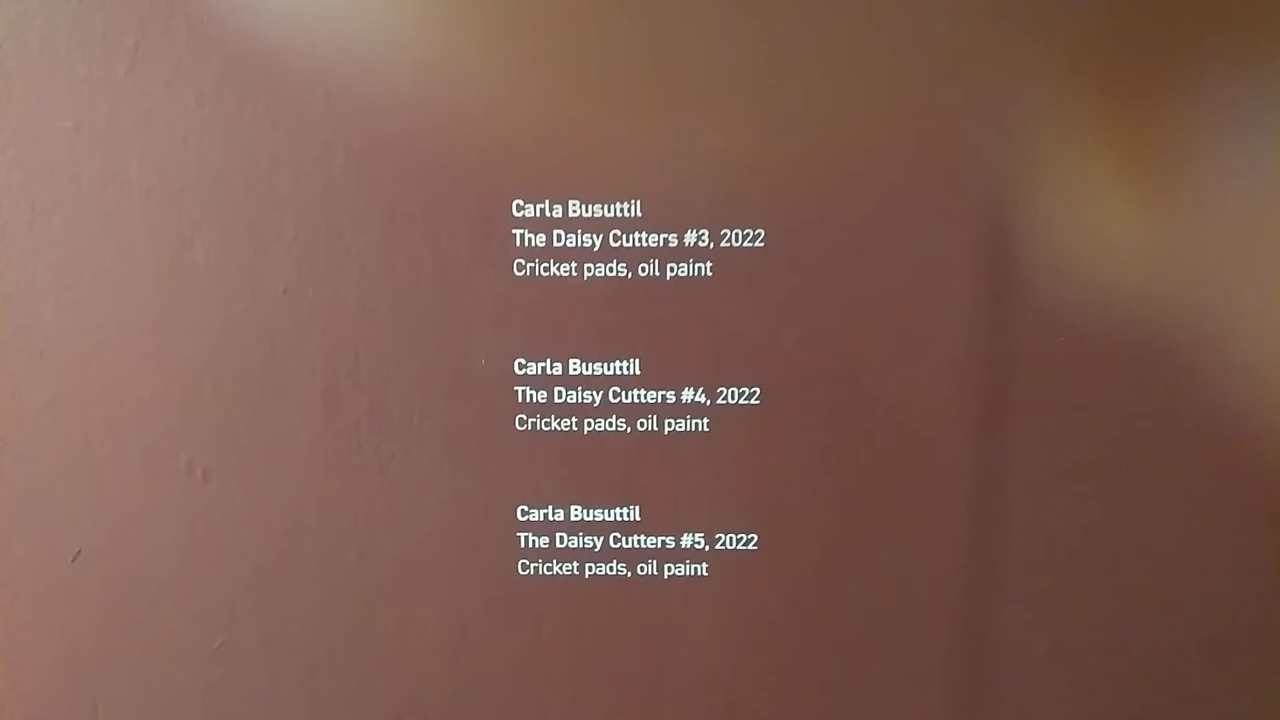 Carla Busuttil
The Daisy Cutters #3, 2022
Cricket pads, oil paint
Carla Busuttil
The Daisy Cutters #4, 2022
Cricket pads, oil paint
Carla Busuttil
The Daisy Cutters #5, 2022
Cricket pads, oil paint